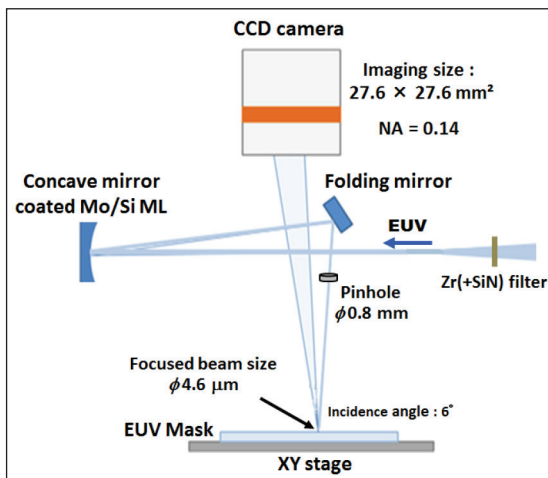 CCD camera
Imaging size :
27.6 × 27.6 mm²
NA = 0.14
Concave mirror
coated Mo/Si ML
Folding mirror
EUV
Zr(+SiN) filter
Pinhole
ϕ0.8 mm
Focused beam size
ϕ4.6 μm
Incidence angle : 6°
EUV Mask
XY stage